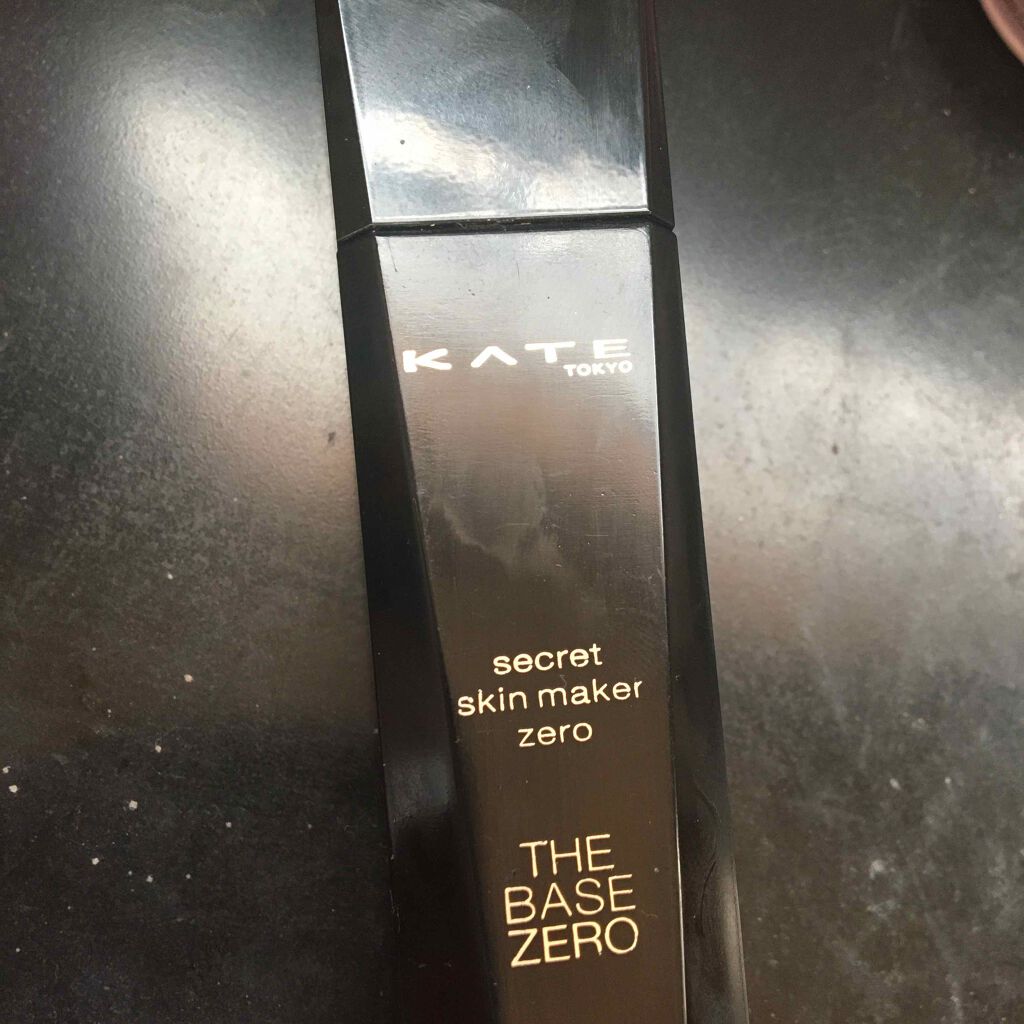 KATE
TOKYO
secret
skin maker
zero
THE
BASE
ZERO